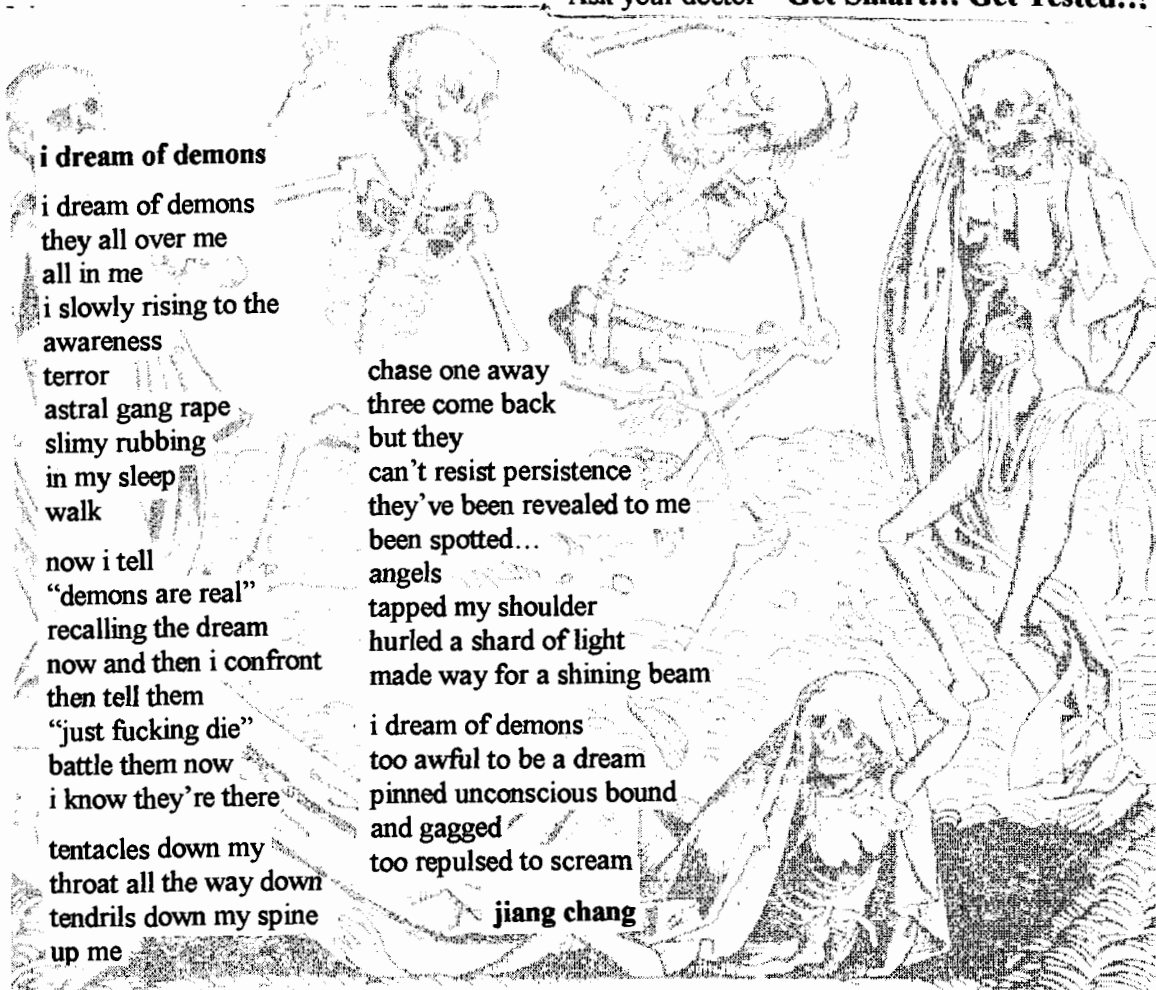 Ask your doctor – Get Smart... Get Tested...!
i dream of demons
i dream of demons
they all over me
all in me
i slowly rising to the
awareness
terror
astral gang rape
slimy rubbing
in my sleep
walk
now i tell
“demons are real”
recalling the dream
now and then i confront
then tell them
“just fucking die”
battle them now
i know they’re there
tentacles down my
throat all the way down
tendrils down my spine
up me
chase one away
three come back
but they
can’t resist persistence
they’ve been revealed to me
been spotted...
angels
tapped my shoulder
hurled a shard of light
made way for a shining beam
i dream of demons
too awful to be a dream
pinned unconscious bound
and gagged
too repulsed to scream
jiang chang